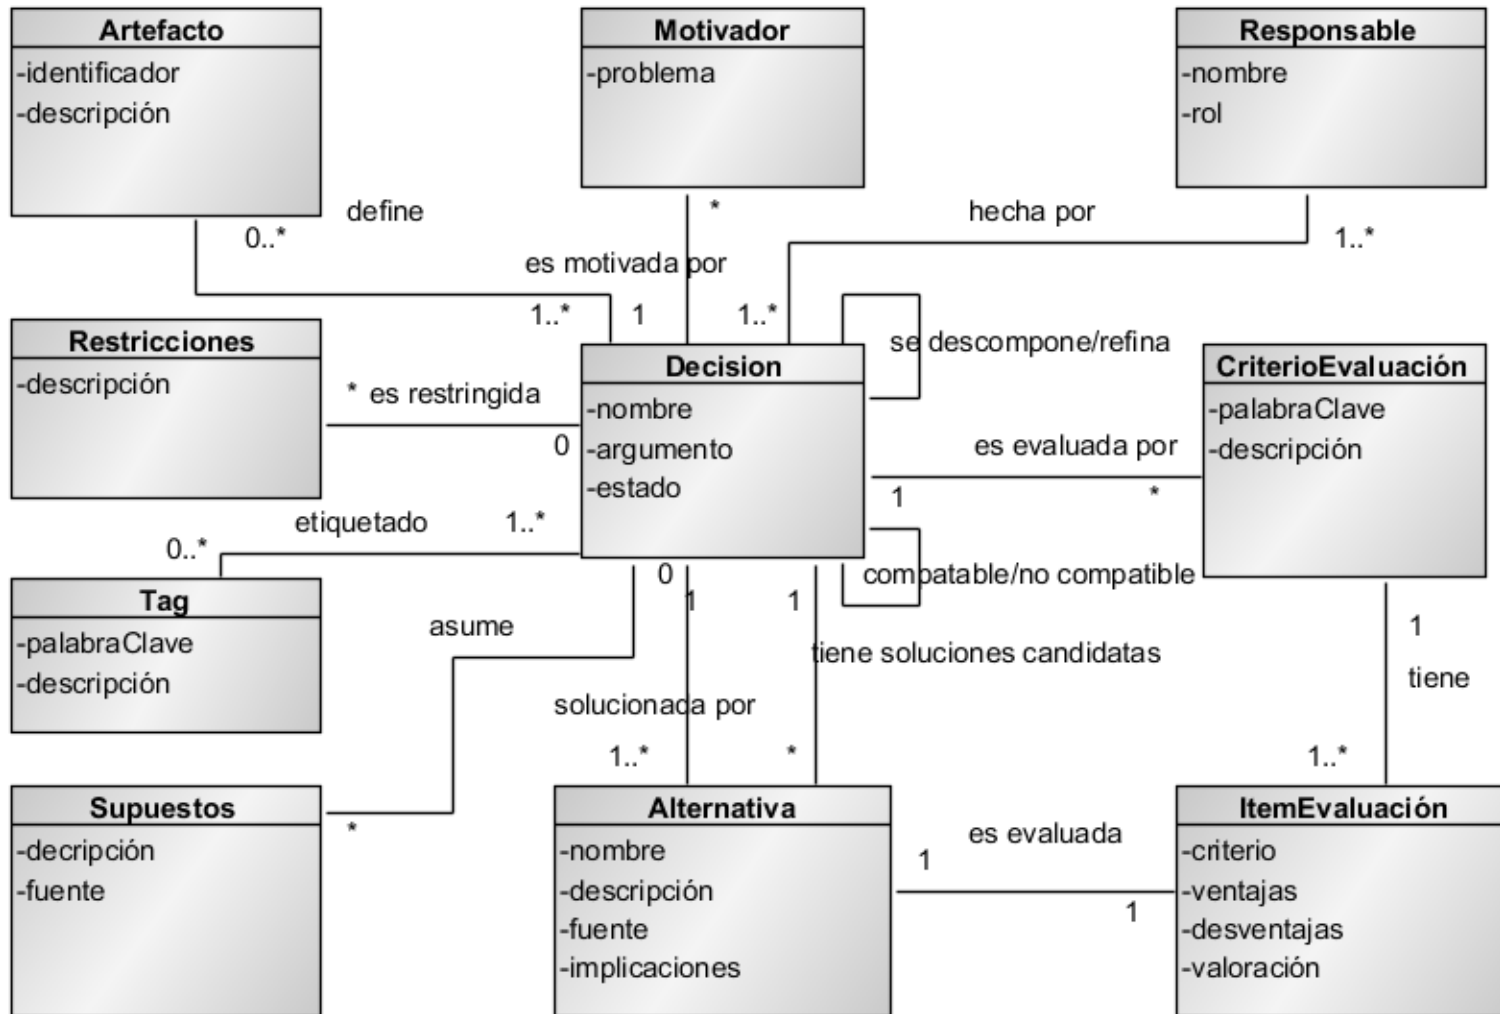 Artefacto
-identificador
-descripción
Motivador
-problema
Responsable
-nombre
-rol
define
0..*
*
hecha por
1..*
es motivada por
1..*
1
1..*
Restricciones
-descripción
* es restringida
0
Decision
-nombre
-argumento
-estado
se descompone/refina
CriterioEvaluación
-palabraClave
-descripción
es evaluada por
1
*
etiquetado
1..*
0..*
Tag
-palabraClave
-descripción
0
1
1
compatable/no compatible
asume
tiene soluciones candidatas
1
tiene
solucionada por
1..*
*
1..*
Supuestos
-decripción
-fuente
*
Alternativa
-nombre
-descripción
-fuente
-implicaciones
es evaluada
1
1
ItemEvaluación
-criterio
-ventajas
-desventajas
-valoración